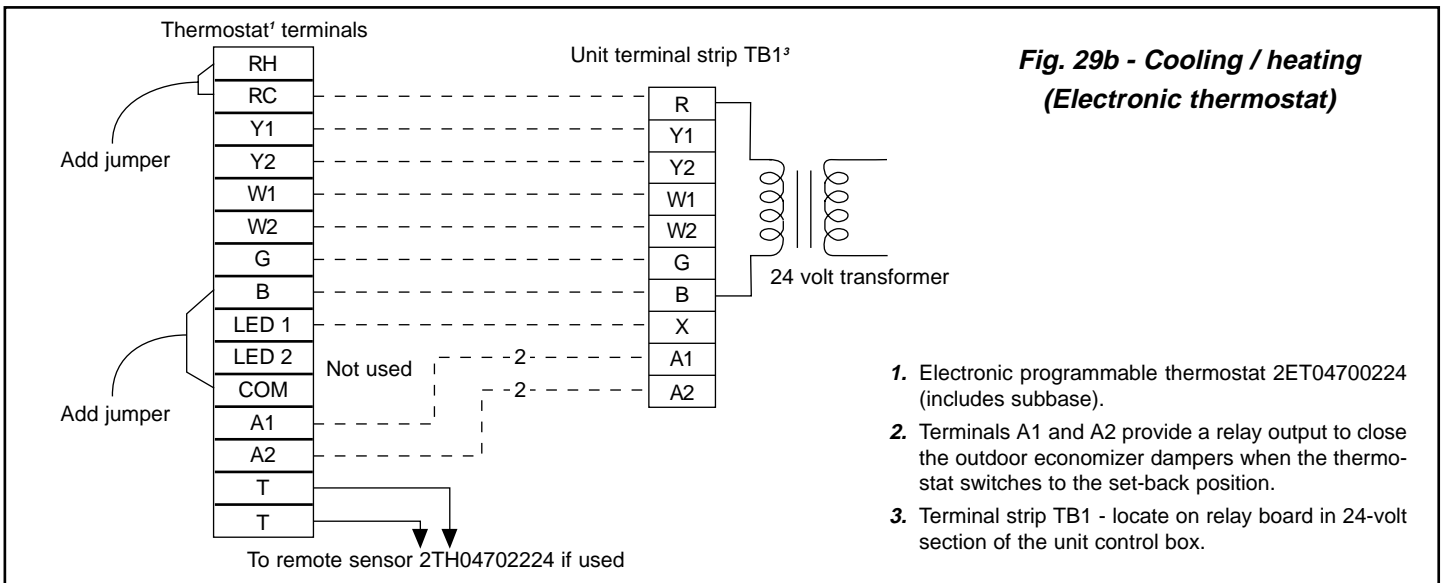 Thermostat¹ terminals
RH
RC
Y1
Y2
W1
W2
G
B
LED 1
LED 2
COM
A1
A2
T
T
Add jumper
Add jumper
Not used
2
2
To remote sensor 2TH04702224 if used
Unit terminal strip TB1³
R
Y1
Y2
W1
W2
G
B
X
A1
A2
24 volt transformer
Fig. 29b - Cooling / heating
(Electronic thermostat)
1. Electronic programmable thermostat 2ET04700224
(includes subbase).
2. Terminals A1 and A2 provide a relay output to close
the outdoor economizer dampers when the thermo-
stat switches to the set-back position.
3. Terminal strip TB1 - locate on relay board in 24-volt
section of the unit control box.